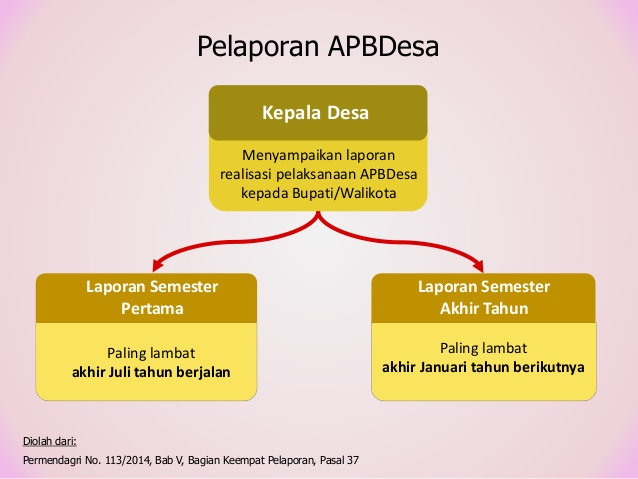 Pelaporan APBDesa
Kepala Desa
Menyampaikan laporan
realisasi pelaksanaan APBDesa
kepada Bupati/Walikota
Laporan Semester
Pertama
Paling lambat
akhir Juli tahun berjalan
Laporan Semester
Akhir Tahun
Paling lambat
akhir Januari tahun berikutnya
Diolah dari:
Permendagri No. 113/2014, Bab V, Bagian Keempat Pelaporan, Pasal 37